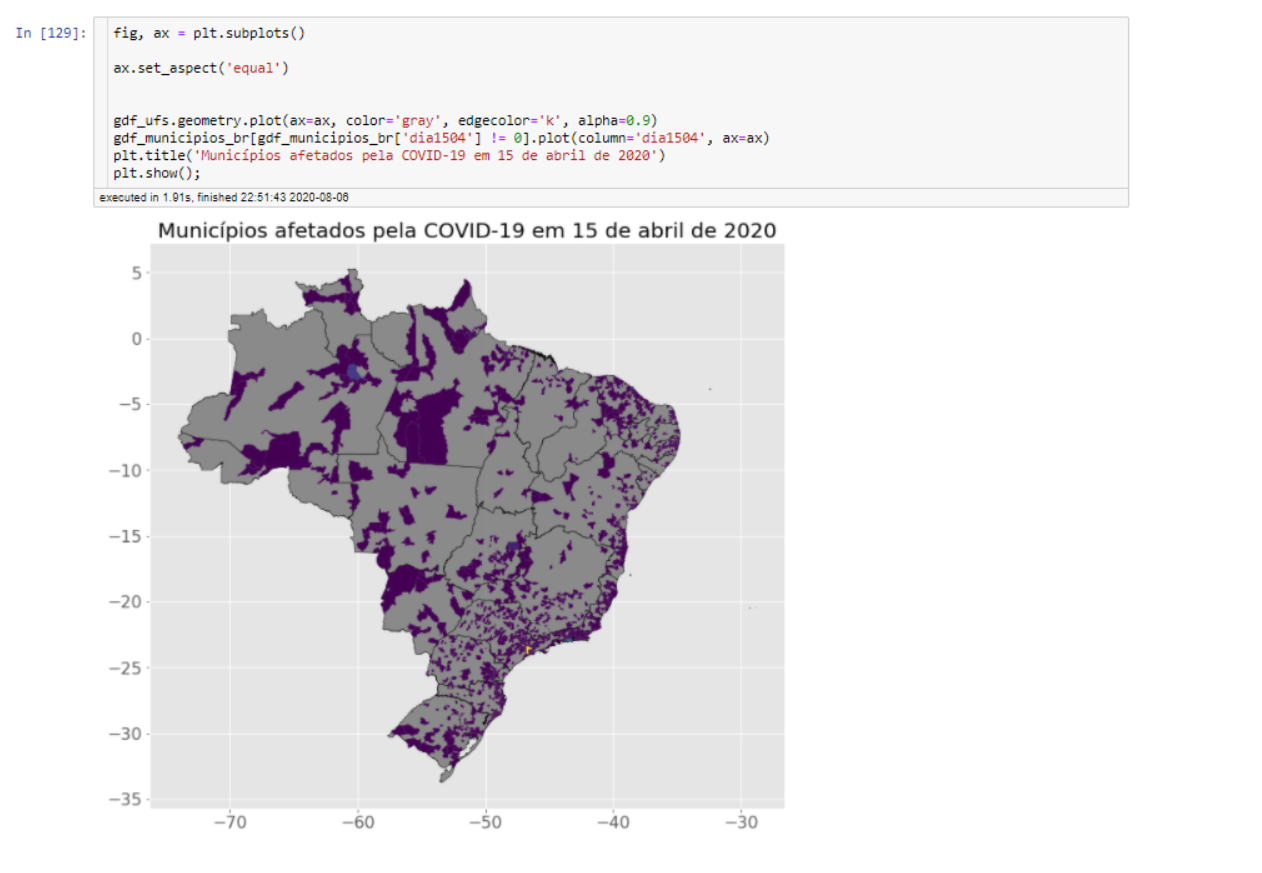 In [129]:
fig, ax = plt.subplots()
ax.set_aspect('equal')
gdf_ufs.geometry.plot(ax=ax, color='gray', edgecolor='k', alpha=0.9)
gdf_municipios_br[gdf_municipios_br['dia1504'] != 0].plot(column='dia1504', ax=ax)
plt.title('Municípios afetados pela COVID-19 em 15 de abril de 2020')
plt.show();
executed in 1.91s, finished 22:51:43 2020-08-06
Municípios afetados pela COVID-19 em 15 de abril de 2020
5
0
−5
−10
−15
−20
−25
−30
−35
−70 −60 −50 −40 −30